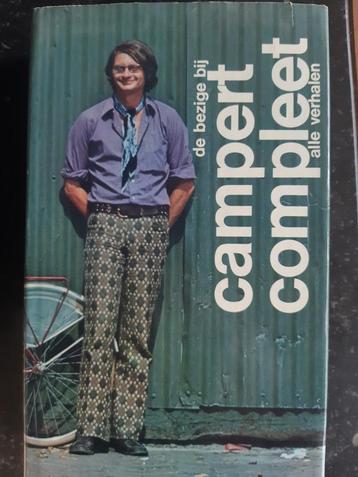 de bezige bij
campert
compleet
alle verhalen